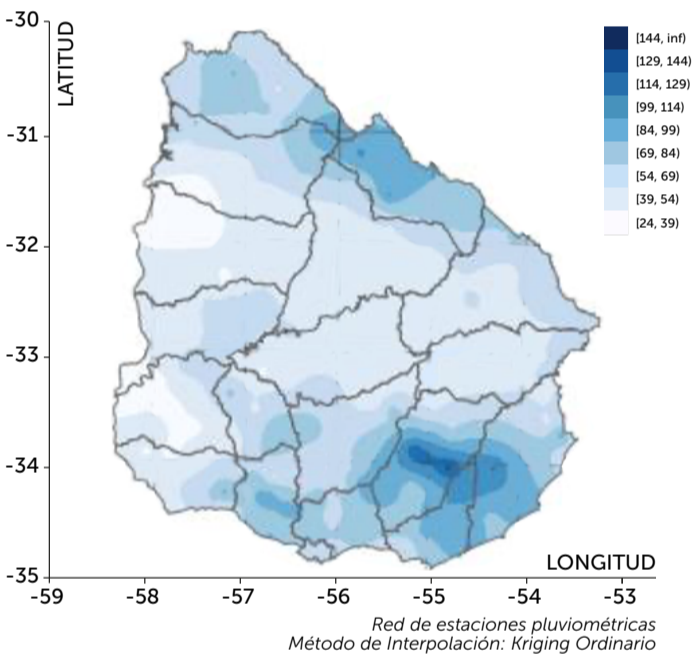 -30
LATITUD
-31
-32
-33
-34
-35
[144, inf)
[129, 144)
[114, 129)
[99, 114)
[84, 99)
[69, 84)
[54, 69)
[39, 54)
[24, 39)
LONGITUD
-59 -58 -57 -56 -55 -54 -53
Red de estaciones pluviométricas
Método de Interpolación: Kriging Ordinario